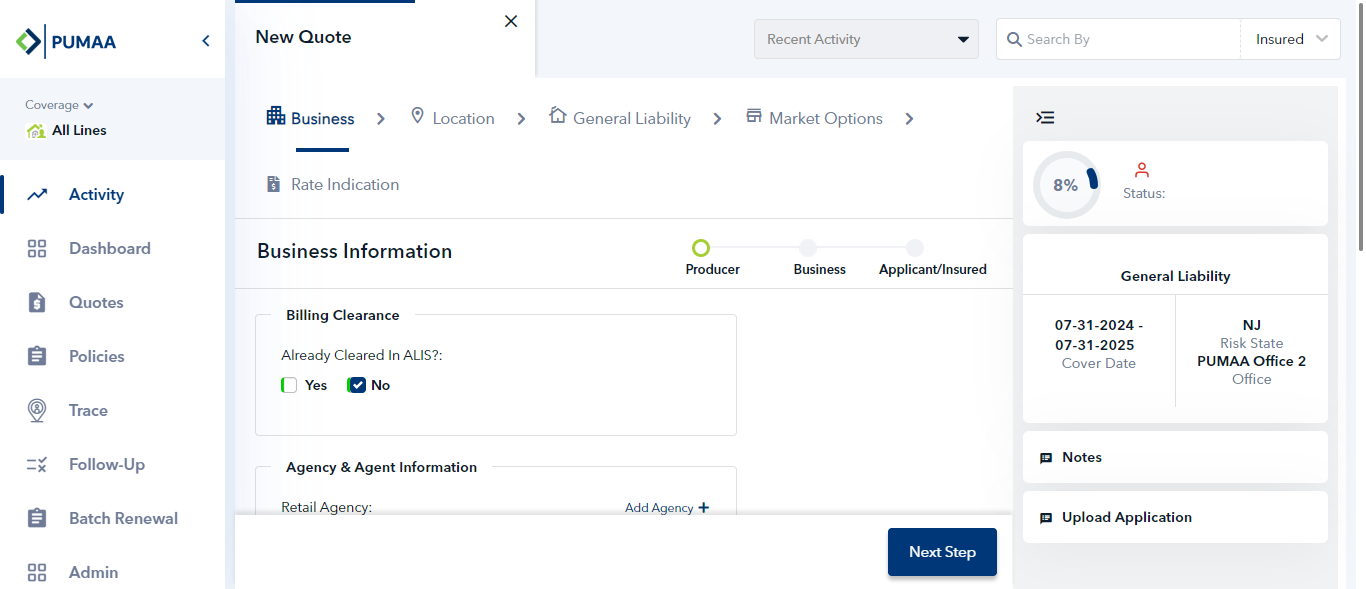 PUMAA
Coverage
All Lines
Activity
Dashboard
Quotes
Policies
Trace
Follow-Up
Batch Renewal
Admin
New Quote
Recent Activity
Search By
Insured
Business
Location
General Liability
Market Options
Rate Indication
Business Information
Producer
Business
Applicant/Insured
Billing Clearance
Already Cleared In ALIS?:
Yes
No
Agency & Agent Information
Retail Agency:
Add Agency +
Next Step
8%
Status:
General Liability
07-31-2024 -
07-31-2025
Cover Date
NJ
Risk State
PUMAA Office 2
Office
Notes
Upload Application